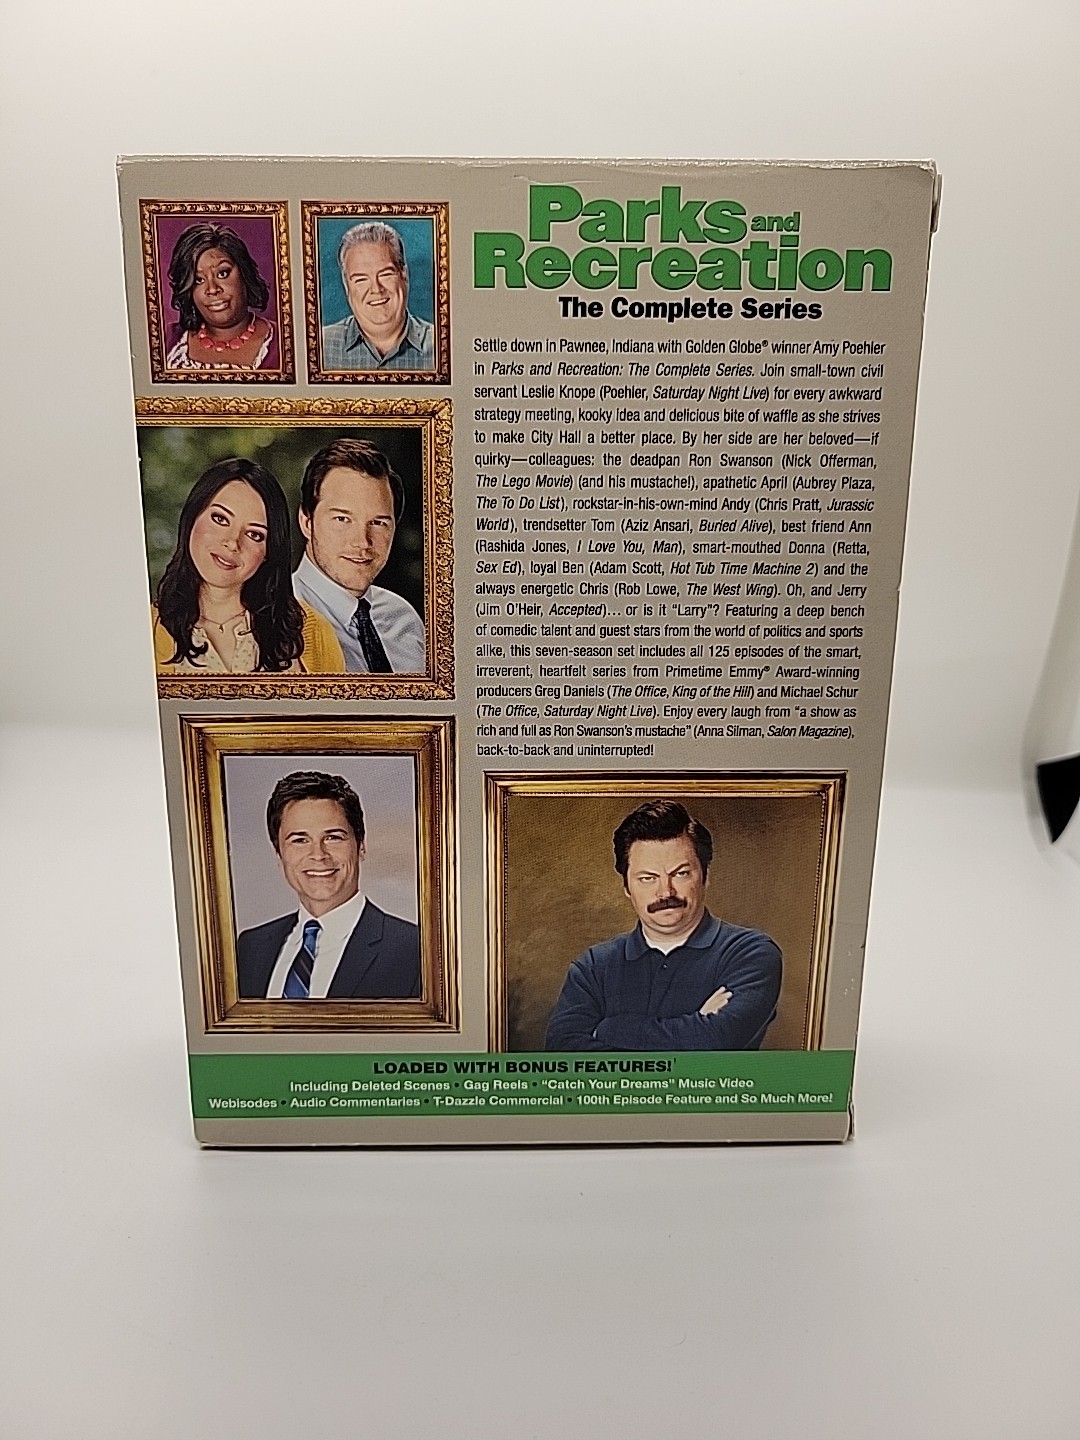 Parks and
Recreation
The Complete Series
Settle down in Pawnee, Indiana with Golden Globe® winner Amy Poehler
in Parks and Recreation: The Complete Series. Join small-town civil
servant Leslie Knope (Poehler, Saturday Night Live) for every awkward
strategy meeting, kooky idea and delicious bite of waffle as she strives
to make City Hall a better place. By her side are her beloved—if
quirky—colleagues: the deadpan Ron Swanson (Nick Offerman,
The Lego Movie) (and his mustache!), apathetic April (Aubrey Plaza,
The To Do List), rockstar-in-his-own-mind Andy (Chris Pratt, Jurassic
World), trendsetter Tom (Aziz Ansari, Buried Alive), best friend Ann
(Rashida Jones, I Love You, Man), smart-mouthed Donna (Retta,
Sex Ed), loyal Ben (Adam Scott, Hot Tub Time Machine 2) and the
always energetic Chris (Rob Lowe, The West Wing). Oh, and Jerry
(Jim O'Heir, Accepted)... or is it “Larry”? Featuring a deep bench
of comedic talent and guest stars from the world of politics and sports
alike, this seven-season set includes all 125 episodes of the smart,
irreverent, heartfelt series from Primetime Emmy® Award-winning
producers Greg Daniels (The Office, King of the Hill) and Michael Schur
(The Office, Saturday Night Live). Enjoy every laugh from “a show as
rich and full as Ron Swanson's mustache” (Anna Silman, Salon Magazine),
back-to-back and uninterrupted!
LOADED WITH BONUS FEATURES!
Including Deleted Scenes • Gag Reels • “Catch Your Dreams” Music Video
Webisodes • Audio Commentaries • T-Dazzle Commercial • 100th Episode Feature and So Much More!